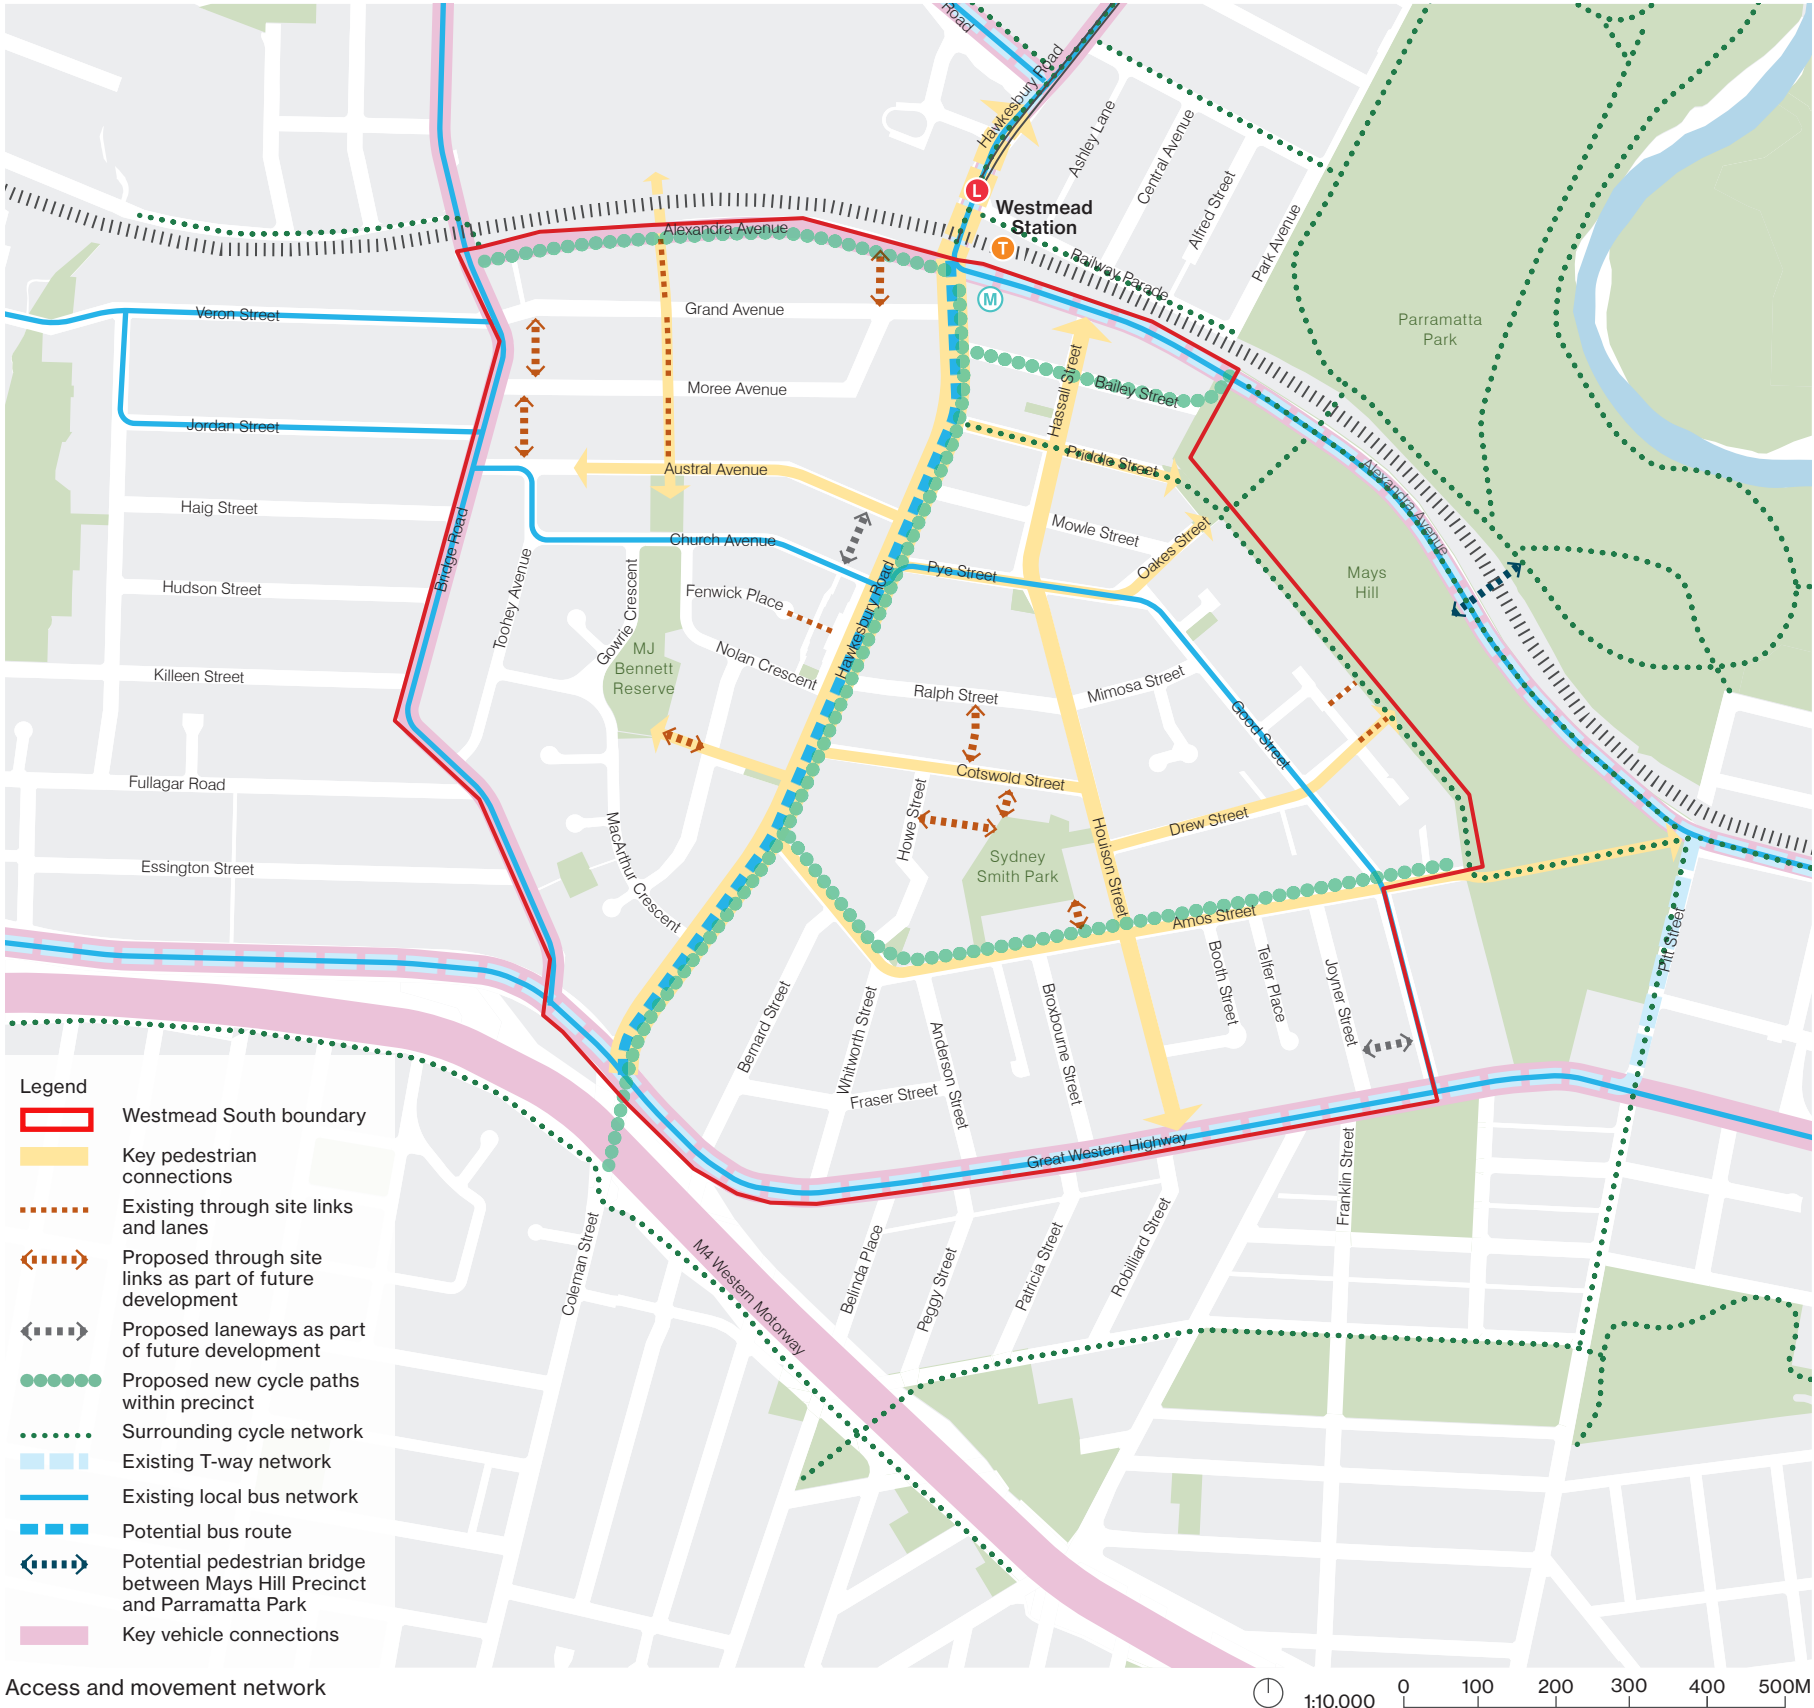 Road
Hawkesbury Road
Ashley Lane
Central Avenue
Alfred Street
Park Avenue
L
Westmead
Station
T
M
Railway Parade
Alexandra Avenue
Grand Avenue
Veron Street
Moree Avenue
Jordan Street
Hassall Street
Bailey Street
Parramatta
Park
Austral Avenue
Priddle Street
Alexandra Avenue
Haig Street
Bridge Road
Church Avenue
Mowle Street
Oakes Street
Pye Street
Mays
Hill
Hudson Street
Toohey Avenue
Gowrie Crescent
Fenwick Place
Hawkesbury Road
MJ
Bennett
Reserve
Nolan Crescent
Killeen Street
Ralph Street
Mimosa Street
Good Street
Fullagar Road
Cotswold Street
Howe Street
Houison Street
Drew Street
MacArthur Crescent
Sydney
Smith Park
Essington Street
Amos Street
Booth Street
Telfer Place
Joyner Street
Pitt Street
Bernard Street
Whitworth Street
Anderson Street
Broxbourne Street
Fraser Street
Great Western Highway
Franklin Street
Coleman Street
M4 Western Motorway
Belinda Place
Peggy Street
Patricia Street
Robilliard Street
Legend
Westmead South boundary
Key pedestrian
connections
Existing through site links
and lanes
Proposed through site
links as part of future
development
Proposed laneways as part
of future development
Proposed new cycle paths
within precinct
Surrounding cycle network
Existing T-way network
Existing local bus network
Potential bus route
Potential pedestrian bridge
between Mays Hill Precinct
and Parramatta Park
Key vehicle connections
Access and movement network
1:10,000
0 100 200 300 400 500M